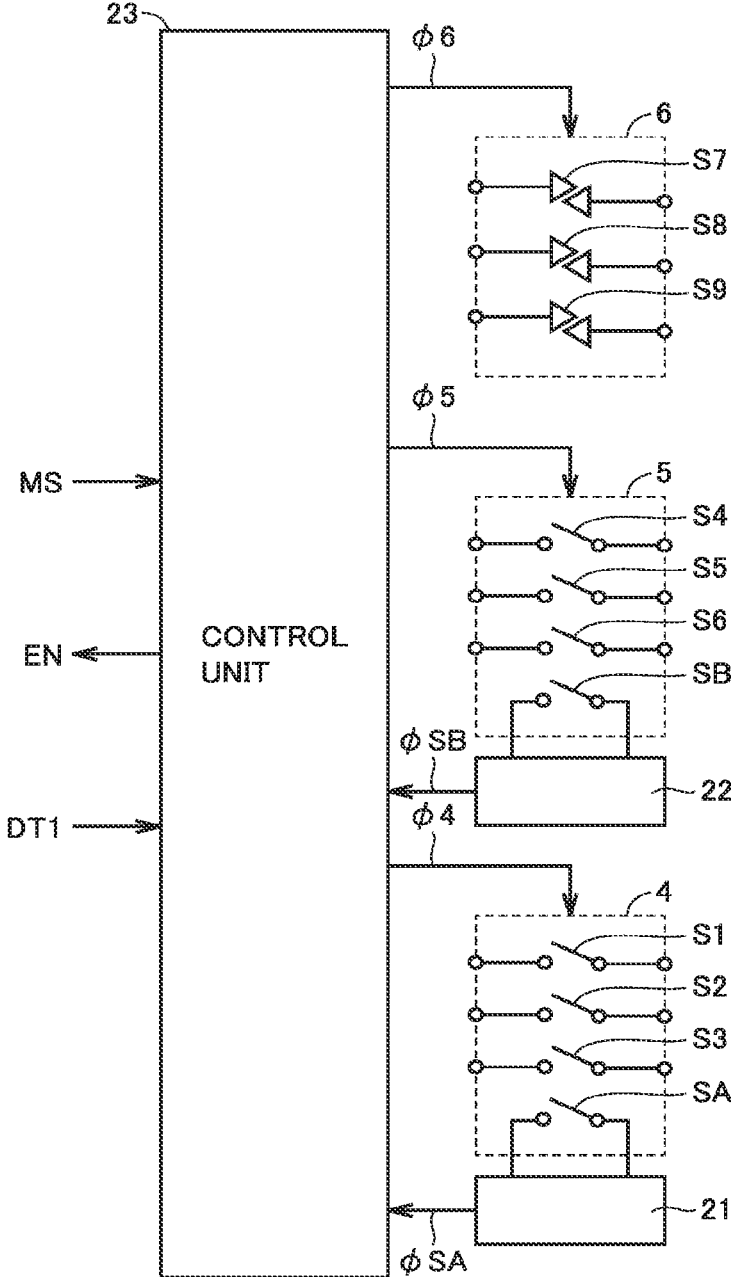 23
ϕ6
6
S7
S8
S9
ϕ5
5
S4
MS
S5
S6
EN
CONTROL
UNIT
SB
ϕSB
22
ϕ4
DT1
4
S1
S2
S3
SA
21
ϕSA